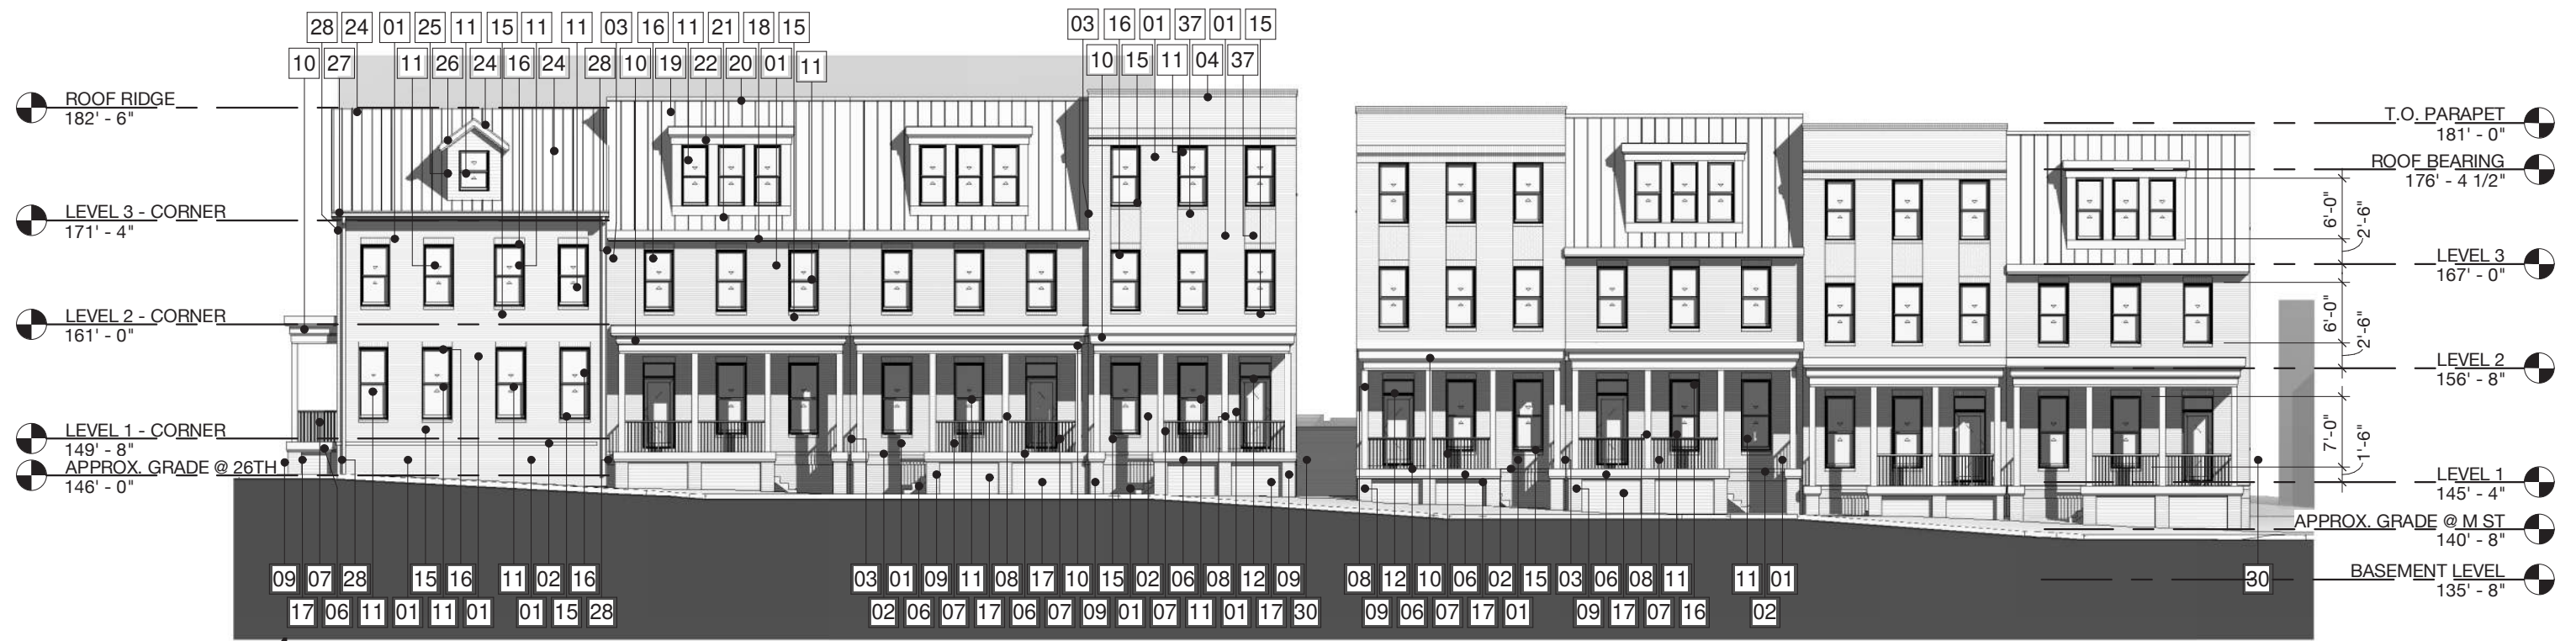 28 24 01 25 11 15 11 11 03 16 11 21 18 15 03 16 01 37 01 15
10 27 11 26 24 16 24 28 10 19 22 20 01 11 10 15 11 04 37
ROOF RIDGE
182' - 6"
LEVEL 3 - CORNER
171' - 4"
LEVEL 2 - CORNER
161' - 0"
LEVEL 1 - CORNER
149' - 8"
APPROX. GRADE @ 26TH
146' - 0"
T.O. PARAPET
181' - 0"
ROOF BEARING
176' - 4 1/2"
6'-0"
2'-6"
LEVEL 3
167' - 0"
6'-0"
2'-6"
LEVEL 2
156' - 8"
7'-0"
1'-6"
LEVEL 1
145' - 4"
APPROX. GRADE @ M ST
140' - 8"
BASEMENT LEVEL
135' - 8"
09 07 28 15 16 11 02 16 03 01 09 11 08 17 10 15 02 06 08 12 09 08 12 10 06 02 15 03 06 08 11 11 01 30
17 06 11 01 11 01 01 15 28 02 06 07 17 06 07 09 01 07 11 01 17 30 09 06 07 17 01 09 17 07 16 02